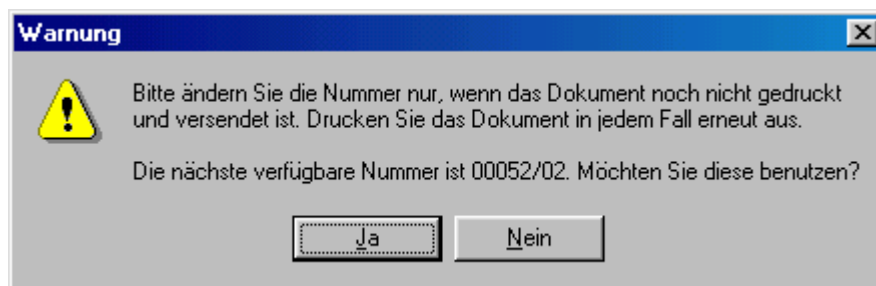 Warnung
Bitte ändern Sie die Nummer nur, wenn das Dokument noch nicht gedruckt
und versendet ist. Drucken Sie das Dokument in jedem Fall erneut aus.
Die nächste verfügbare Nummer ist 00052/02. Möchten Sie diese benutzen?
Ja
Nein